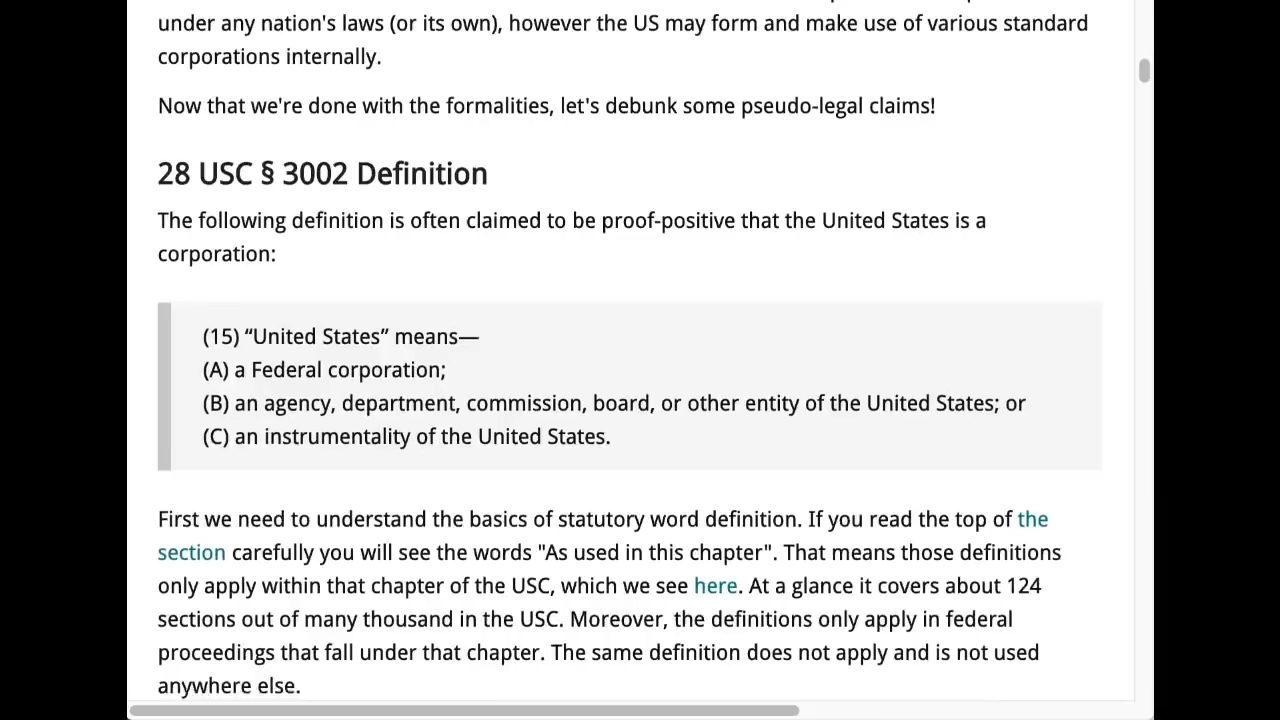 under any nation's laws (or its own), however the US may form and make use of various standard
corporations internally.
Now that we're done with the formalities, let's debunk some pseudo-legal claims!
28 USC § 3002 Definition
The following definition is often claimed to be proof-positive that the United States is a
corporation:
(15) “United States” means—
(A) a Federal corporation;
(B) an agency, department, commission, board, or other entity of the United States; or
(C) an instrumentality of the United States.
First we need to understand the basics of statutory word definition. If you read the top of the
section carefully you will see the words "As used in this chapter". That means those definitions
only apply within that chapter of the USC, which we see here. At a glance it covers about 124
sections out of many thousand in the USC. Moreover, the definitions only apply in federal
proceedings that fall under that chapter. The same definition does not apply and is not used
anywhere else.